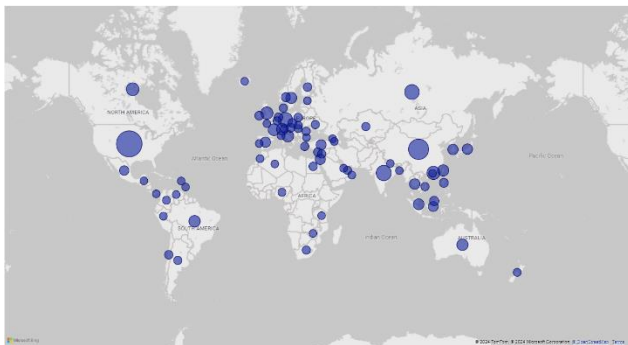 ASIA
NORTH AMERICA
EUROPE
Atlantic Ocean
Pacific Ocean
AFRICA
SOUTH AMERICA
Indian Ocean
AUSTRALIA
Microsoft Bing
© 2024 TomTom, © 2024 Microsoft Corporation, © OpenStreetMap Terms